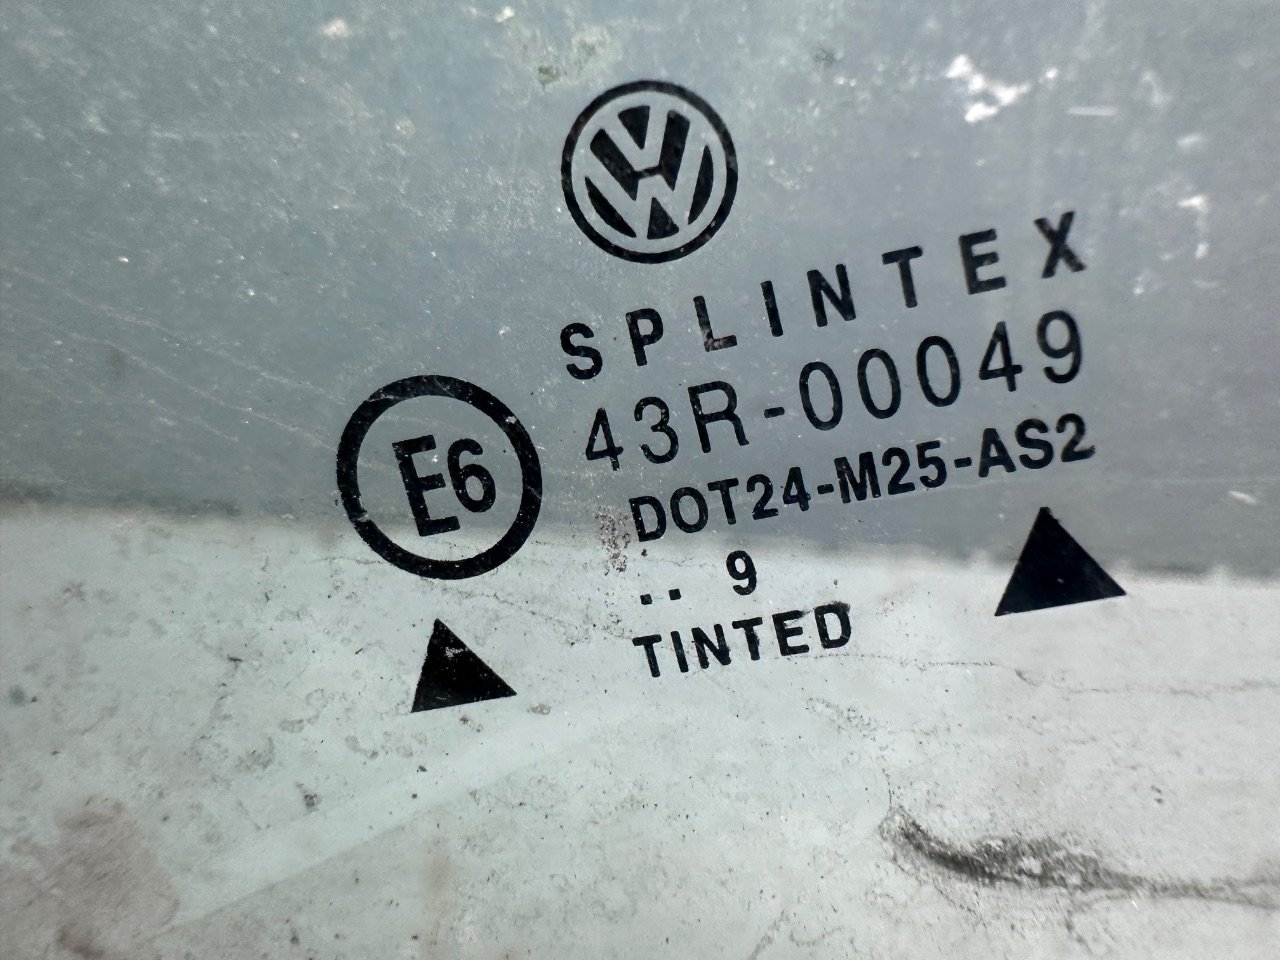 SPLINTEX
43R-00049
E6
DOT24-M25-AS2
.. 9
TINTED